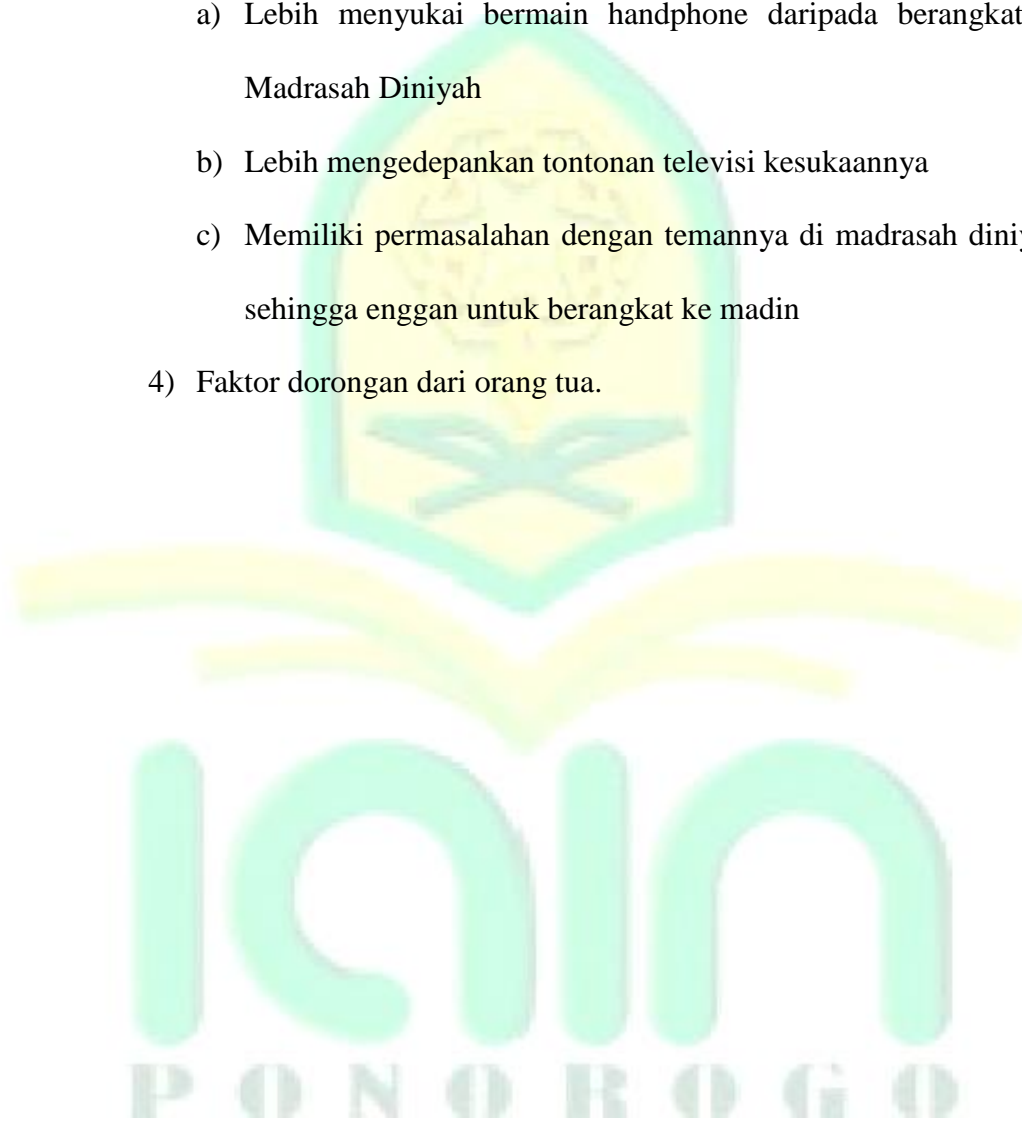 a) Lebih menyukai bermain handphone daripada berangkat
Madrasah Diniyah
b) Lebih mengedepankan tontonan televisi kesukaannya
c) Memiliki permasalahan dengan temannya di madrasah
sehingga enggan untuk berangkat ke madin
4) Faktor dorongan dari orang tua.
iain
PONOROGO